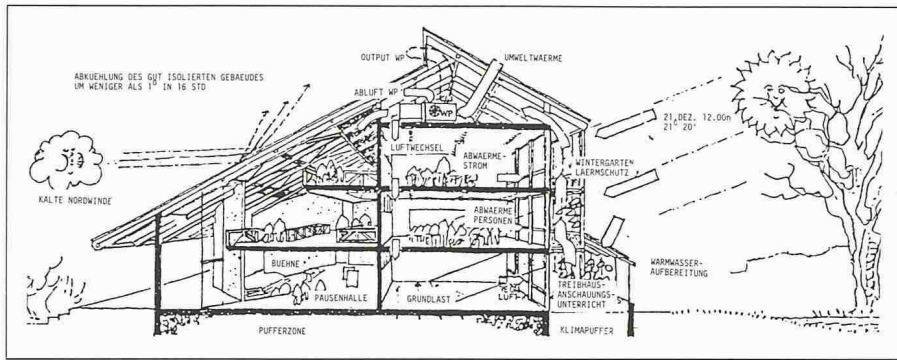 OUTPUT WP
UMWELTWAERME
ABKUEHLUNG DES GUT ISOLIERTEN GEBAEUDES
UM WENIGER ALS 1° IN 16 STD
ABLUFT WP
WP
21.DEZ. 12.00h
21° 20'
LUFTWECHSEL
ABWAERME-
STROM
WINTERGARTEN
LAERMSCHUTZ
KALTE NORDWINDE
ABWAERME
PERSONEN
BUEHNE
WARMWASSER-
AUFBEREITUNG
PAUSENHALLE
GRUNDLAST
LUFT
TREIBHAUS-
ANSCHAUUNGS-
UNTERRICHT
PUFFERZONE
KLIMAPUFFER